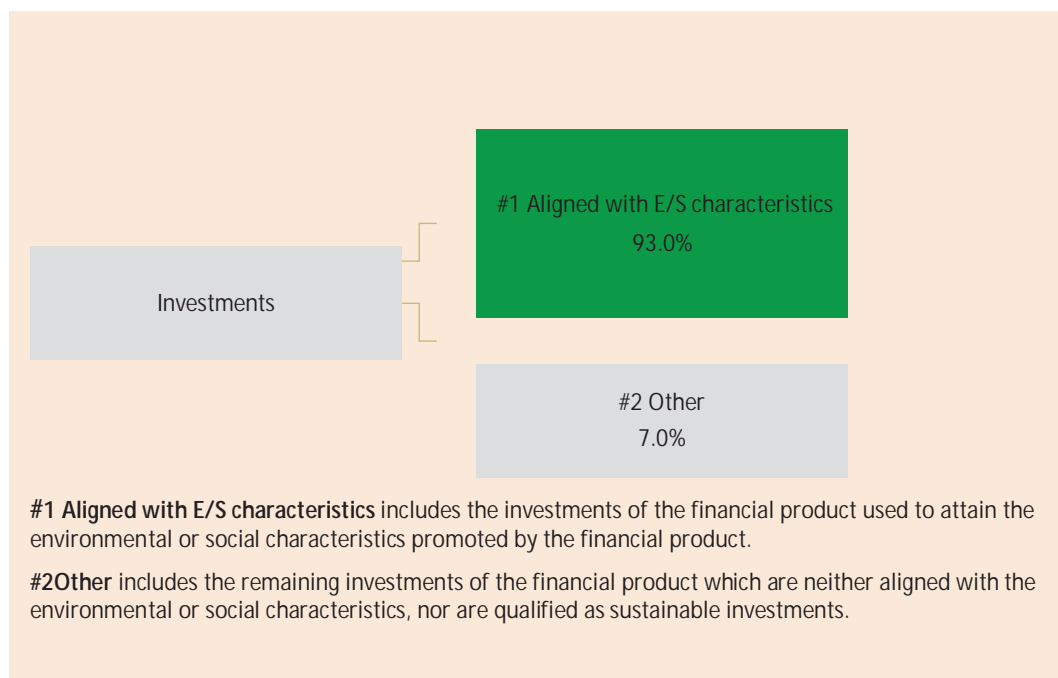 #1 Aligned with E/S characteristics
93.0%
Investments
#2 Other
7.0%
#1 Aligned with E/S characteristics includes the investments of the financial product used to attain the
environmental or social characteristics promoted by the financial product.
#2Other includes the remaining investments of the financial product which are neither aligned with the
environmental or social characteristics, nor are qualified as sustainable investments.